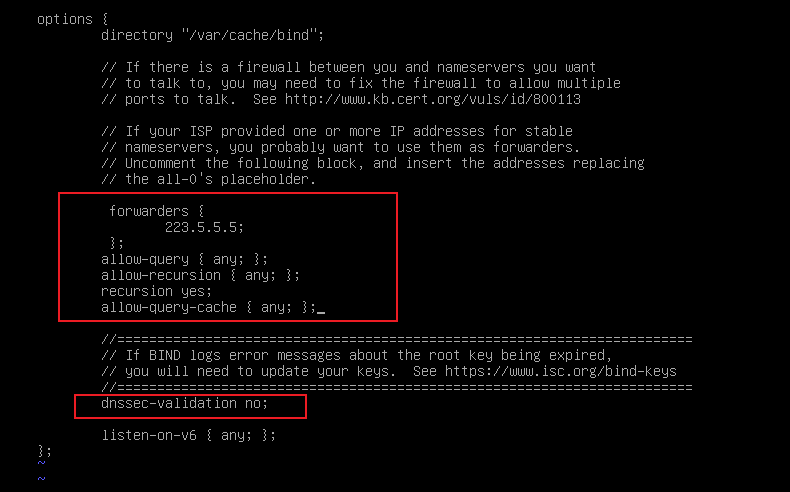 options {
directory "/var/cache/bind";
// If there is a firewall between you and nameservers you want
// to talk to, you may need to fix the firewall to allow multiple
// ports to talk.  See http://www.kb.cert.org/vuls/id/800113
// If your ISP provided one or more IP addresses for stable
// nameservers, you probably want to use them as forwarders.
// Uncomment the following block, and insert the addresses replacing
// the all-0's placeholder.
forwarders {
223.5.5.5;
};
allow-query { any; };
allow-recursion { any; };
recursion yes;
allow-query-cache { any; };_
//========================================================================
// If BIND logs error messages about the root key being expired,
// you will need to update your keys.  See https://www.isc.org/bind-keys
//========================================================================
dnssec-validation no;
listen-on-v6 { any; };
};
~
~